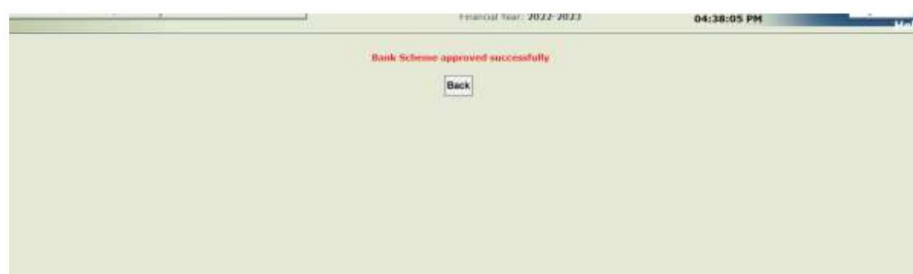 Financial Year: 2022-2023
04:38:05 PM
Bank Scheme approved successfully
Back